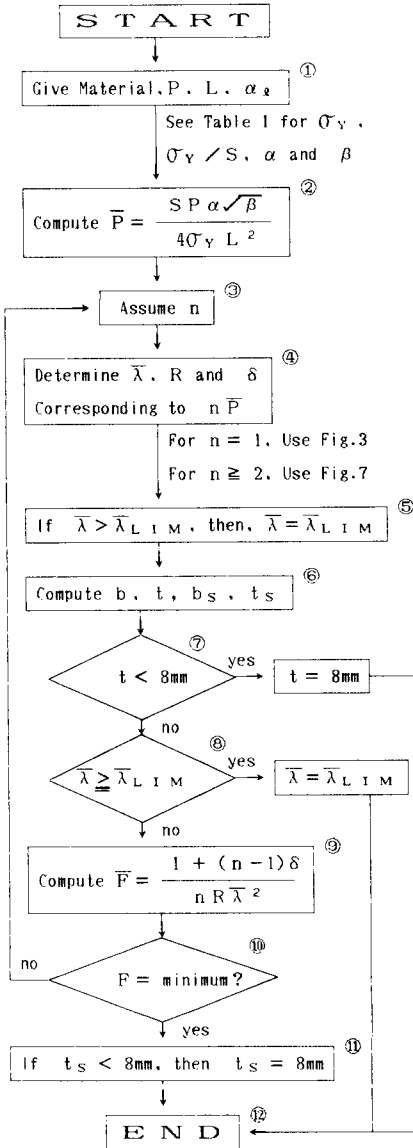 START
①
Give Material, P, L, αℓ
See Table 1 for σY,
σY / S, α and β
②
Compute P̅ = S P α √β / 4σY L²
③
Assume n
④
Determine λ̅, R and δ
Corresponding to n P̅
For n = 1, Use Fig.3
For n ≧ 2, Use Fig.7
⑤
If λ̅ > λ̅LIM, then, λ̅ = λ̅LIM
⑥
Compute b, t, bS, tS
⑦
t < 8mm
yes
t = 8mm
no
⑧
λ̅ ≥ λ̅LIM
yes
λ̅ = λ̅LIM
no
⑨
Compute F̅ = 1 + (n - 1)δ / n R λ̅²
⑩
no
F = minimum?
yes
⑪
If tS < 8mm, then tS = 8mm
⑫
END